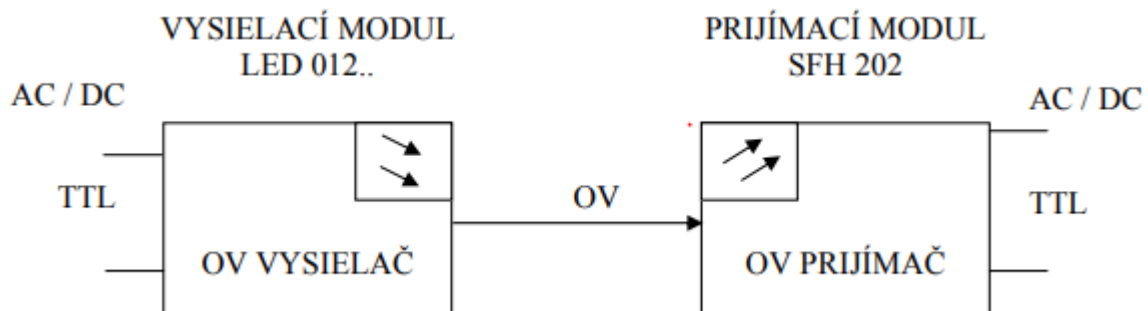 VYSIELACÍ MODUL
LED 012..
PRIJÍMACÍ MODUL
SFH 202
AC / DC
AC / DC
TTL
OV
TTL
OV VYSIELAČ
OV PRIJÍMAČ